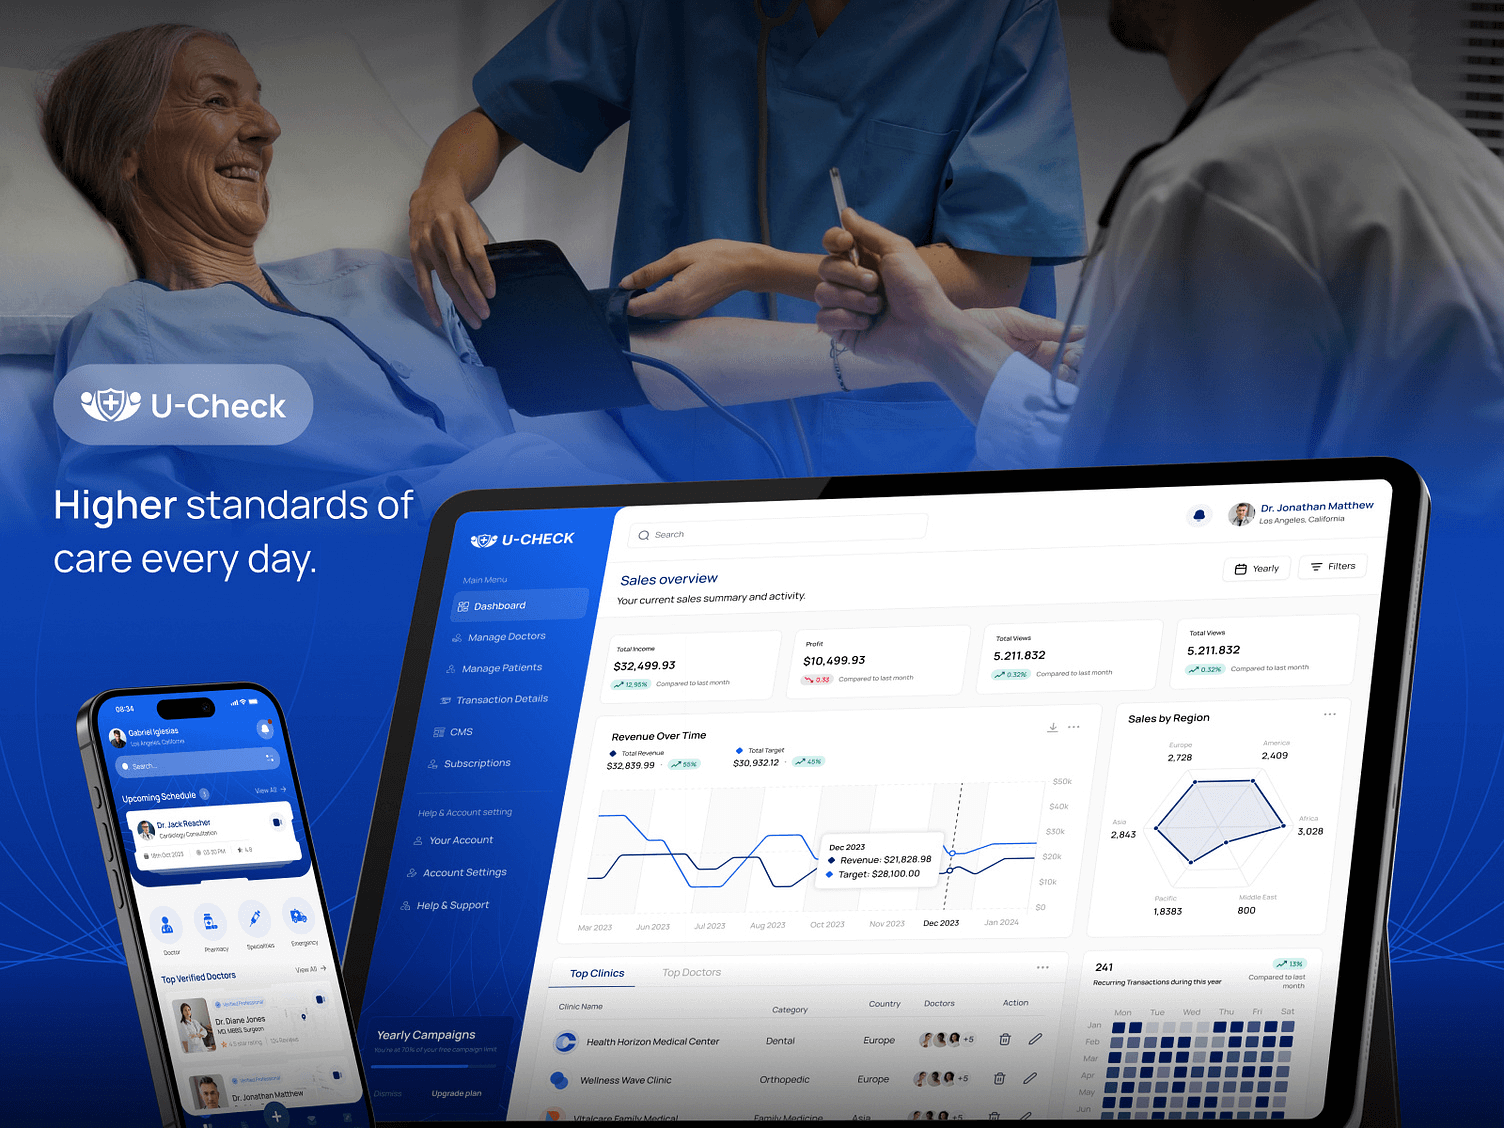 U-Check
Higher standards of
care every day.
08:34
Gabriel Iglesias
Los Angeles, California
Search...
Upcoming Schedule
View All
Dr. Jack Reacher
Cardiology Consultation
18th Oct 2023
03:30 PM
4.8
Doctor
Pharmacy
Specialties
Emergency
Top Verified Doctors
View All
Verified Professional
Dr. Diane Jones
MD, MBBS, Surgeon
4.5 star rating
124 Reviews
Verified Professional
Dr. Jonathan Matthew
U-CHECK
Main Menu
Dashboard
Manage Doctors
Manage Patients
Transaction Details
CMS
Subscriptions
Help & Account setting
Your Account
Account Settings
Help & Support
Yearly Campaigns
You're at 70% of your free campaign limit
Dismiss
Upgrade plan
Search
Dr. Jonathan Matthew
Los Angeles, California
Sales overview
Your current sales summary and activity.
Yearly
Filters
Total Income
$32,499.93
12,95%
Compared to last month
Profit
$10,499.93
0.33
Compared to last month
Total Views
5.211.832
0.32%
Compared to last month
Total Views
5.211.832
0.32%
Compared to last month
Revenue Over Time
Total Revenue
$32,839.99
55%
Total Target
$30,932.12
45%
$50k
$40k
$30k
$20k
$10k
$0
Dec 2023
Revenue: $21,828.98
Target: $28,100.00
Mar 2023
Jun 2023
Jul 2023
Aug 2023
Oct 2023
Nov 2023
Dec 2023
Jan 2024
Sales by Region
Europe
2,728
America
2,409
Asia
2,843
Africa
3,028
Pacific
1,8383
Middle East
800
Top Clinics
Top Doctors
Clinic Name
Category
Country
Doctors
Action
Health Horizon Medical Center
Dental
Europe
+5
Wellness Wave Clinic
Orthopedic
Europe
+5
Vitalcare Family Medical
Family Medicine
Asia
+5
241
Recurring Transactions during this year
13%
Compared to last
month
Mon
Tue
Wed
Thu
Fri
Sat
Jan
Feb
Mar
Apr
May
Jun